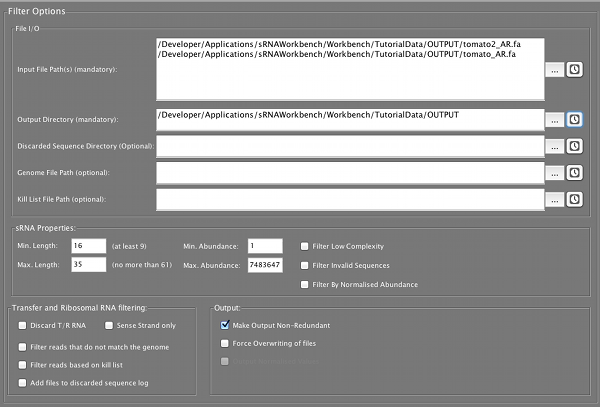 Filter Options
File I/O
Input File Path(s) (mandatory):
/Developer/Applications/sRNAWorkbench/Workbench/TutorialData/OUTPUT/tomato2_AR.fa
/Developer/Applications/sRNAWorkbench/Workbench/TutorialData/OUTPUT/tomato_AR.fa
...
Output Directory (mandatory):
/Developer/Applications/sRNAWorkbench/Workbench/TutorialData/OUTPUT
...
Discarded Sequence Directory (Optional):
...
Genome File Path (optional):
...
Kill List File Path (optional):
...
sRNA Properties:
Min. Length: 16 (at least 9) Min. Abundance: 1 Filter Low Complexity
Max. Length: 35 (no more than 61) Max. Abundance: 7483647 Filter Invalid Sequences
Filter By Normalised Abundance
Transfer and Ribosomal RNA filtering:
Discard T/R RNA Sense Strand only
Filter reads that do not match the genome
Filter reads based on kill list
Add files to discarded sequence log
Output:
Make Output Non-Redundant
Force Overwriting of files